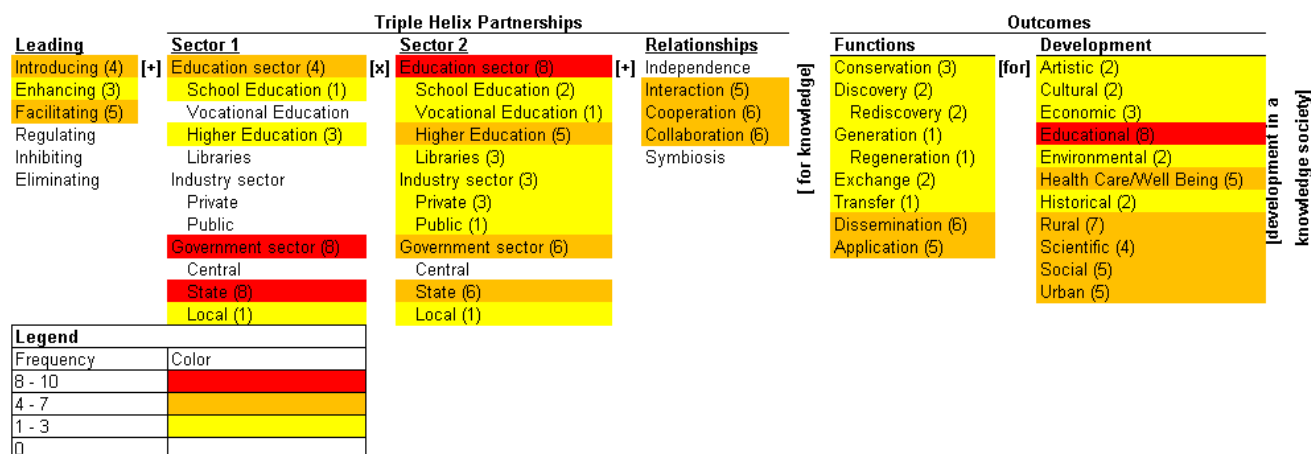 Triple Helix Partnerships Outcomes
Leading Sector 1 Sector 2 Relationships Functions Development
Introducing (4) [+] Education sector (4) [x] Education sector (8) [+] Independence Conservation (3) [for] Artistic (2)
Enhancing (3) School Education (1) School Education (2) Interaction (5) Discovery (2) Cultural (2)
Facilitating (5) Vocational Education Vocational Education (1) Cooperation (6) Rediscovery (2) Economic (3)
Regulating Higher Education (3) Higher Education (5) Collaboration (6) Generation (1) Educational (8)
Inhibiting Libraries Libraries (3) Symbiosis Regeneration (1) Environmental (2)
Eliminating Industry sector Industry sector (3) Exchange (2) Health Care/Well Being (5)
Private Private (3) Transfer (1) Historical (2)
Public Public (1) Dissemination (6) Rural (7)
Government sector (8) Government sector (6) Application (5) Scientific (4)
Central Central Social (5)
State (8) State (6) Urban (5)
Local (1) Local (1)
[ for knowledge]
[development in a
knowledge society]
Legend
Frequency Color
8 - 10
4 - 7
1 - 3
0